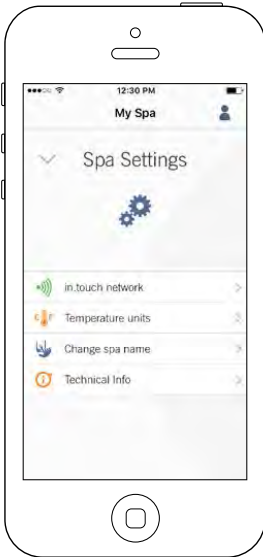 12:30 PM
My Spa
Spa Settings
in.touch network
Temperature units
Change spa name
Technical Info